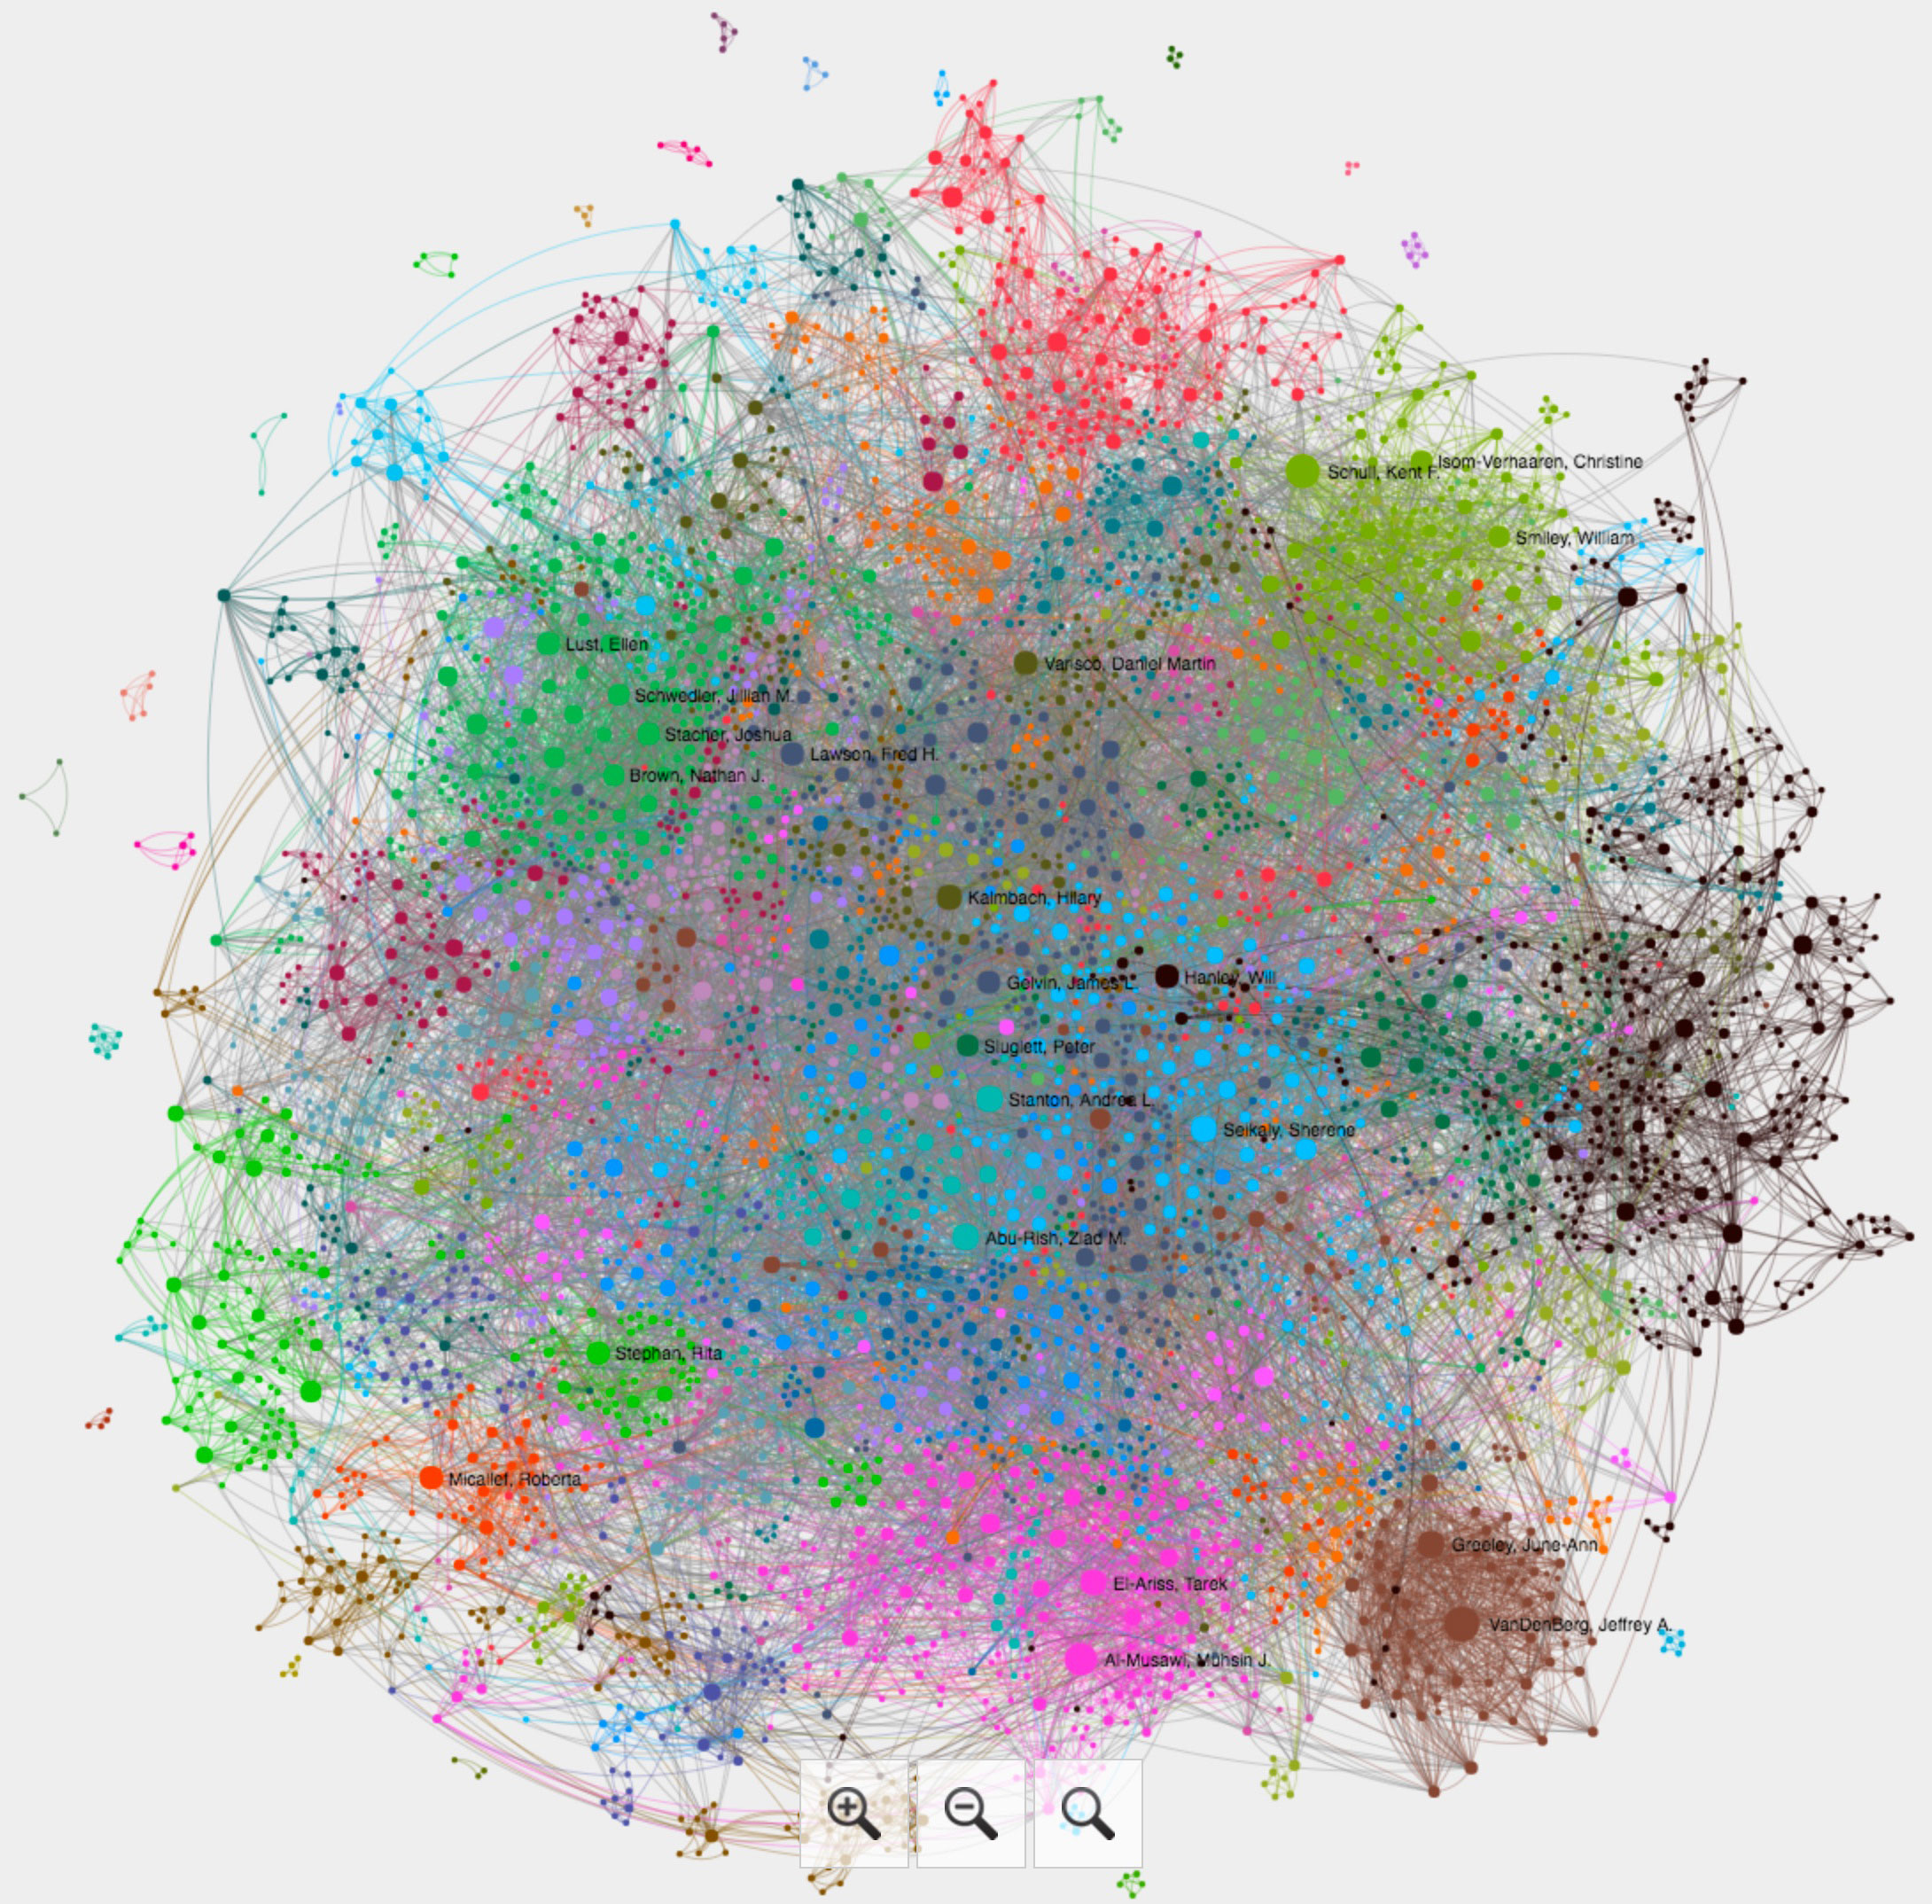 Isom-Verhaaren, Christine
Schull, Kent F.
Smiley, William
Lust, Ellen
Varisco, Daniel Martin
Schwedler, Jillian M.
Stacher, Joshua
Lawson, Fred H.
Brown, Nathan J.
Kalmbach, Hilary
Hanley, Will
Gelvin, James L.
Sluglett, Peter
Stanton, Andrea L.
Seikaly, Sherene
Abu-Rish, Ziad M.
Stephan, Rita
Micallef, Roberta
Greeley, June-Ann
El-Ariss, Tarek
VanDenBerg, Jeffrey A.
Al-Musawi, Muhsin J.